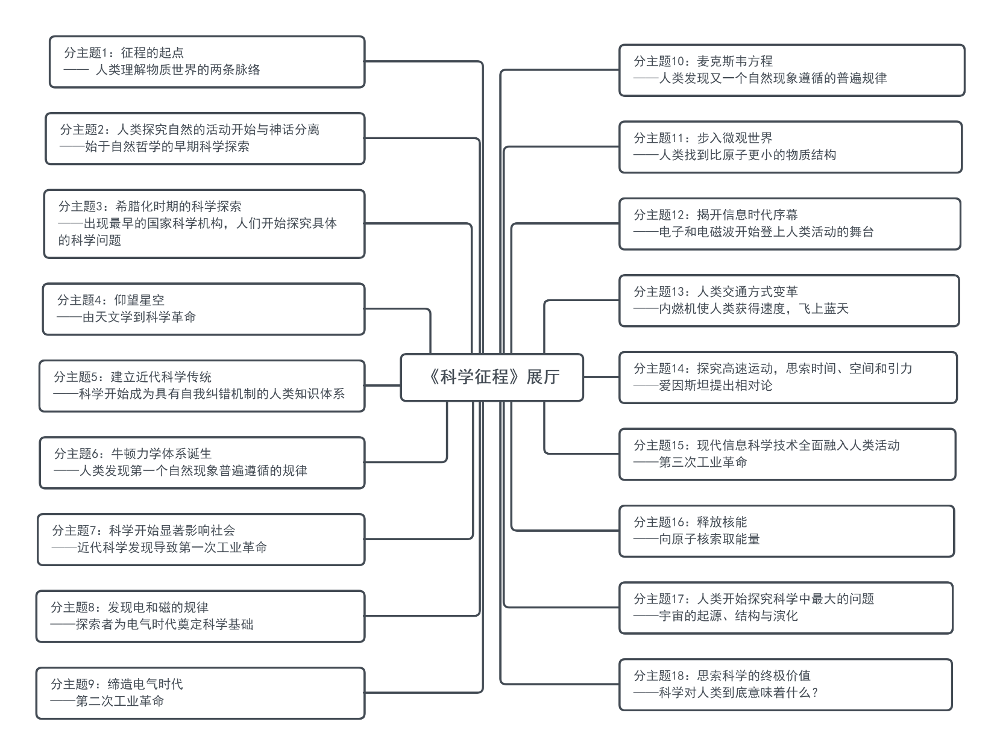 分主题1：征程的起点
—— 人类理解物质世界的两条脉络
分主题2：人类探究自然的活动开始与神话分离
——始于自然哲学的早期科学探索
分主题3：希腊化时期的科学探索
——出现最早的国家科学机构，人们开始探究具体
的科学问题
分主题4：仰望星空
——由天文学到科学革命
分主题5：建立近代科学传统
——科学开始成为具有自我纠错机制的人类知识体系
分主题6：牛顿力学体系诞生
——人类发现第一个自然现象普遍遵循的规律
分主题7：科学开始显著影响社会
——近代科学发现导致第一次工业革命
分主题8：发现电和磁的规律
——探索者为电气时代奠定科学基础
分主题9：缔造电气时代
——第二次工业革命
《科学征程》展厅
分主题10：麦克斯韦方程
——人类发现又一个自然现象遵循的普遍规律
分主题11：步入微观世界
——人类找到比原子更小的物质结构
分主题12：揭开信息时代序幕
——电子和电磁波开始登上人类活动的舞台
分主题13：人类交通方式变革
——内燃机使人类获得速度，飞上蓝天
分主题14：探究高速运动，思索时间、空间和引力
——爱因斯坦提出相对论
分主题15：现代信息科学技术全面融入人类活动
——第三次工业革命
分主题16：释放核能
——向原子核索取能量
分主题17：人类开始探究科学中最大的问题
——宇宙的起源、结构与演化
分主题18：思索科学的终极价值
——科学对人类到底意味着什么？